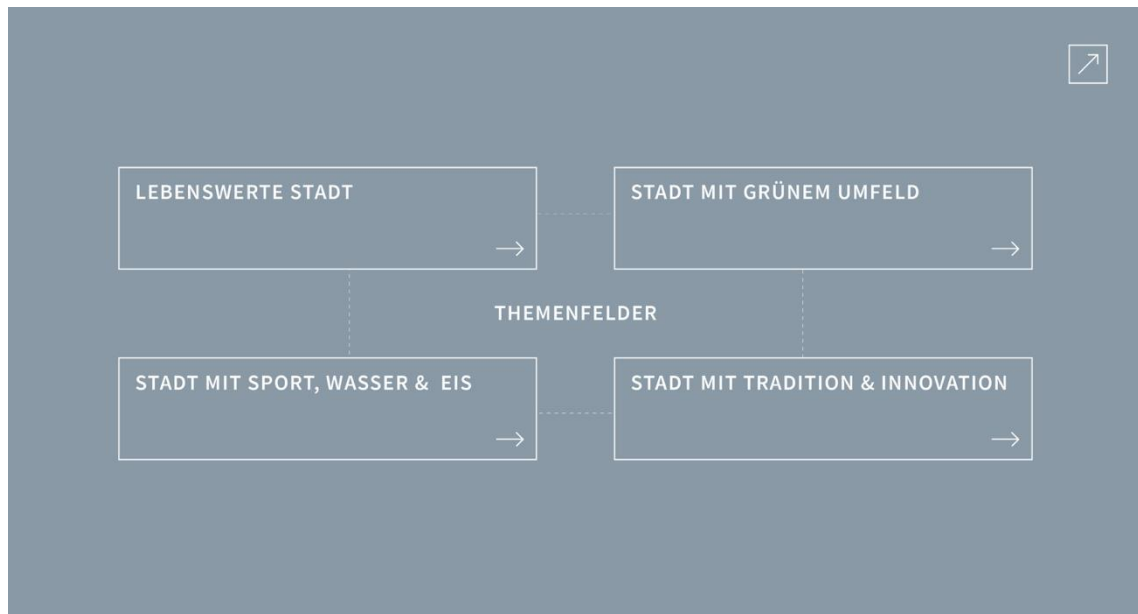 LEBENSWERTE STADT
STADT MIT GRÜNEM UMFELD
THEMENFELDER
STADT MIT SPORT, WASSER & EIS
STADT MIT TRADITION & INNOVATION